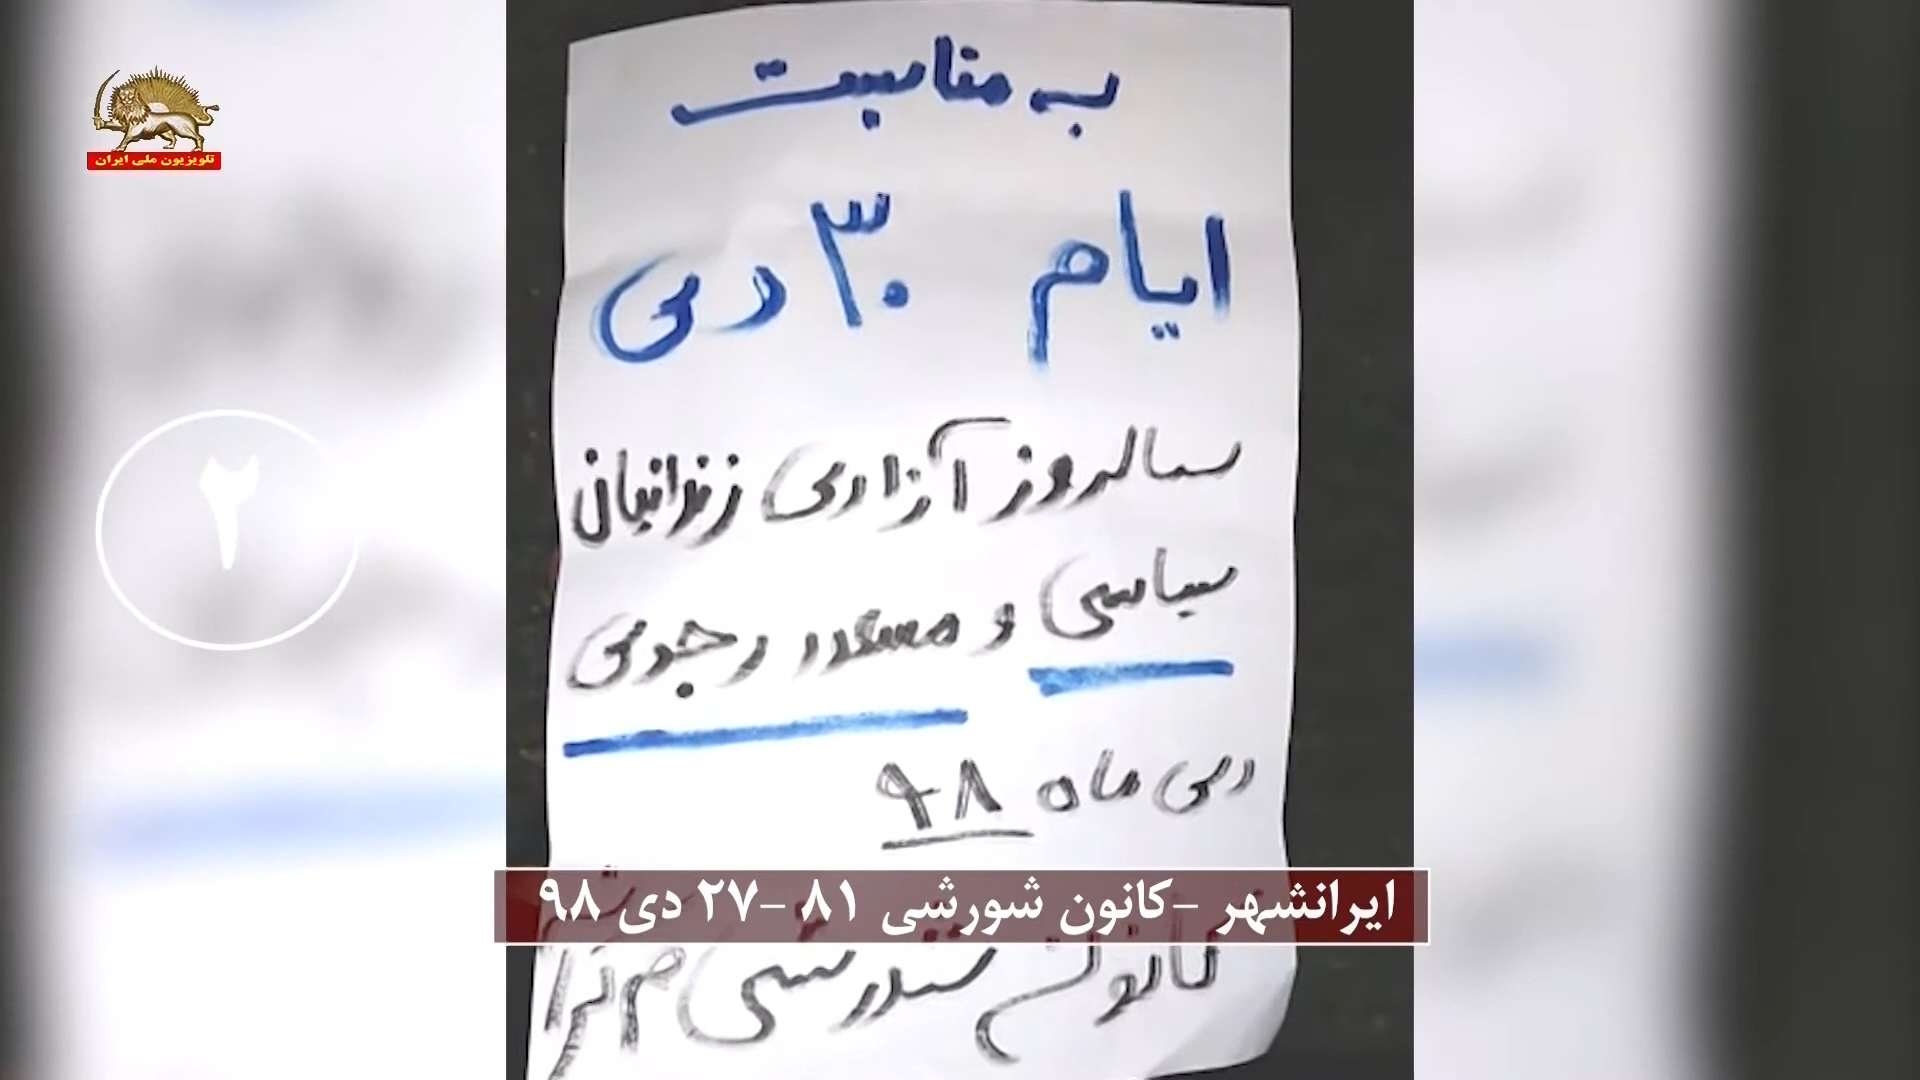 تلویزیون ملی ایران
بـ مناسبت
ایام ۳۰ دی
سالروز آزادی زندانیان
سیاسی و مسعود رجوی
دی ماه ۹۸
ایرانشهر - کانون شورشی ۸۱ - ۲۷ دی ۹۸
کانون شورشی
۲